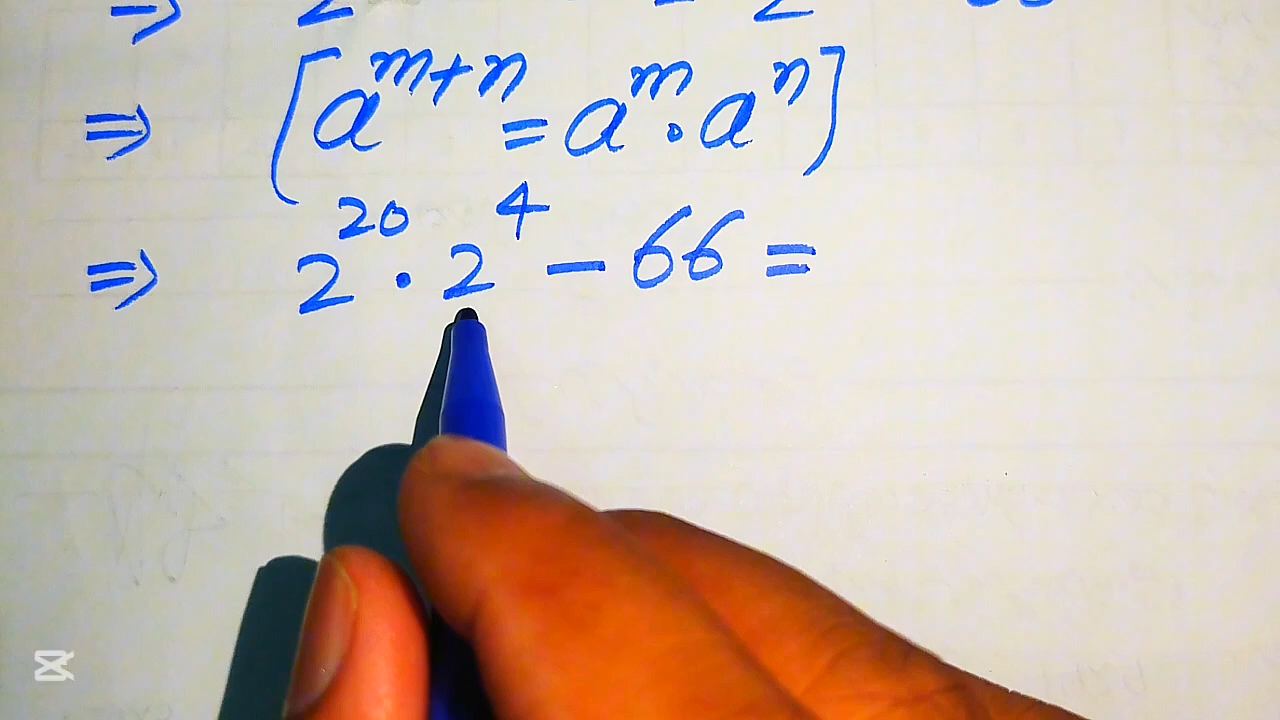 ⇒ [a^{m+n} = a^m · a^n]
⇒ 2^{20} · 2^4 - 66 =